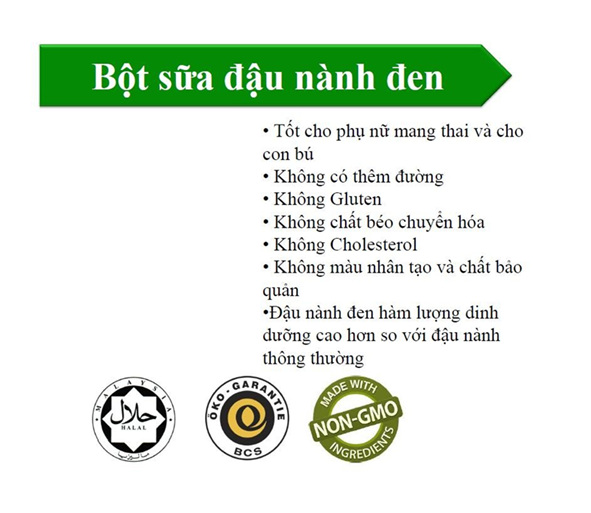 Bột sữa đậu nành đen
• Tốt cho phụ nữ mang thai và cho
con bú
• Không có thêm đường
• Không Gluten
• Không chất béo chuyển hóa
• Không Cholesterol
• Không màu nhân tạo và chất bảo
quản
•Đậu nành đen hàm lượng dinh
dưỡng cao hơn so với đậu nành
thông thường
MALAYSIA
حلال
HALAL
ÖKO-GARANTIE
BCS
MADE WITH
NON-GMO
INGREDIENTS